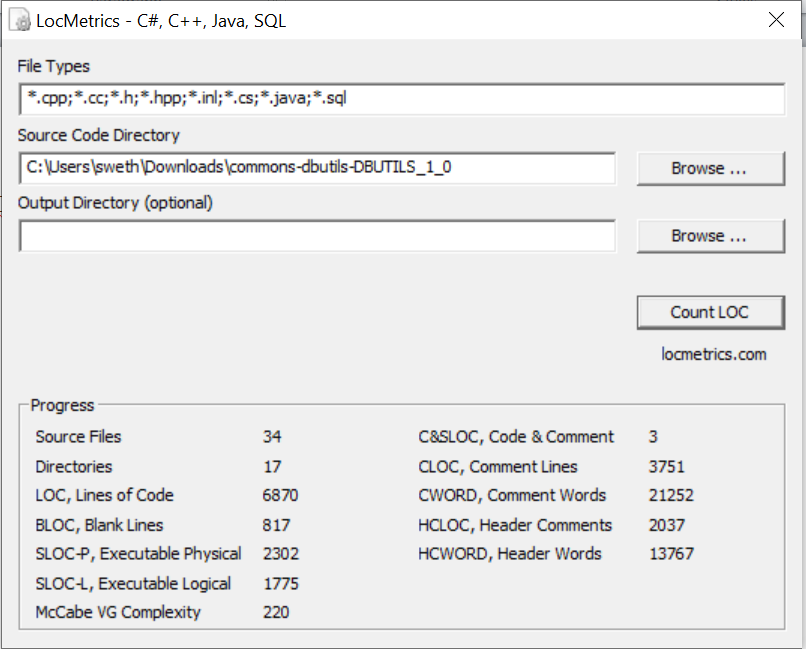 LocMetrics - C#, C++, Java, SQL
File Types
*.cpp;*.cc;*.h;*.hpp;*.inl;*.cs;*.java;*.sql
Source Code Directory
C:\Users\sweth\Downloads\commons-dbutils-DBUTILS_1_0
Browse ...
Output Directory (optional)
Browse ...
Count LOC
locmetrics.com
Progress
Source Files 34 C&SLOC, Code & Comment 3
Directories 17 CLOC, Comment Lines 3751
LOC, Lines of Code 6870 CWORD, Comment Words 21252
BLOC, Blank Lines 817 HCLOC, Header Comments 2037
SLOC-P, Executable Physical 2302 HCWORD, Header Words 13767
SLOC-L, Executable Logical 1775
McCabe VG Complexity 220